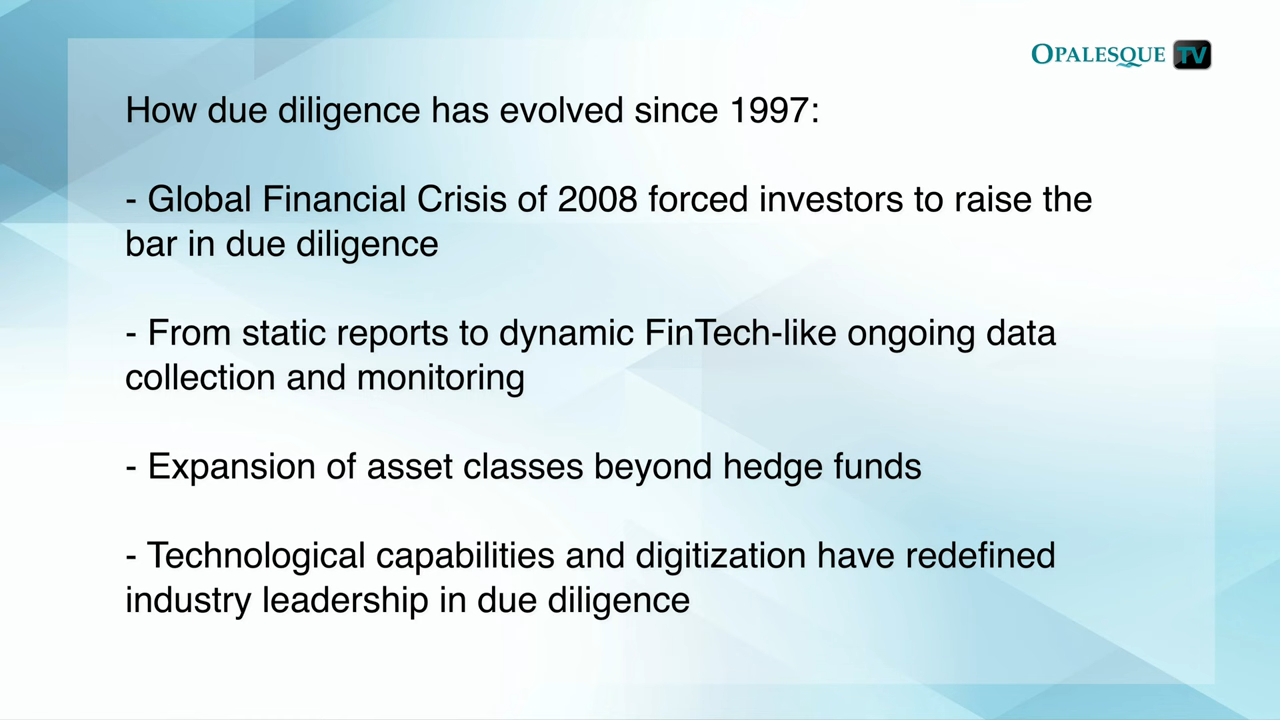 OPALESQUE TV
How due diligence has evolved since 1997:
- Global Financial Crisis of 2008 forced investors to raise the
bar in due diligence
- From static reports to dynamic FinTech-like ongoing data
collection and monitoring
- Expansion of asset classes beyond hedge funds
- Technological capabilities and digitization have redefined
industry leadership in due diligence